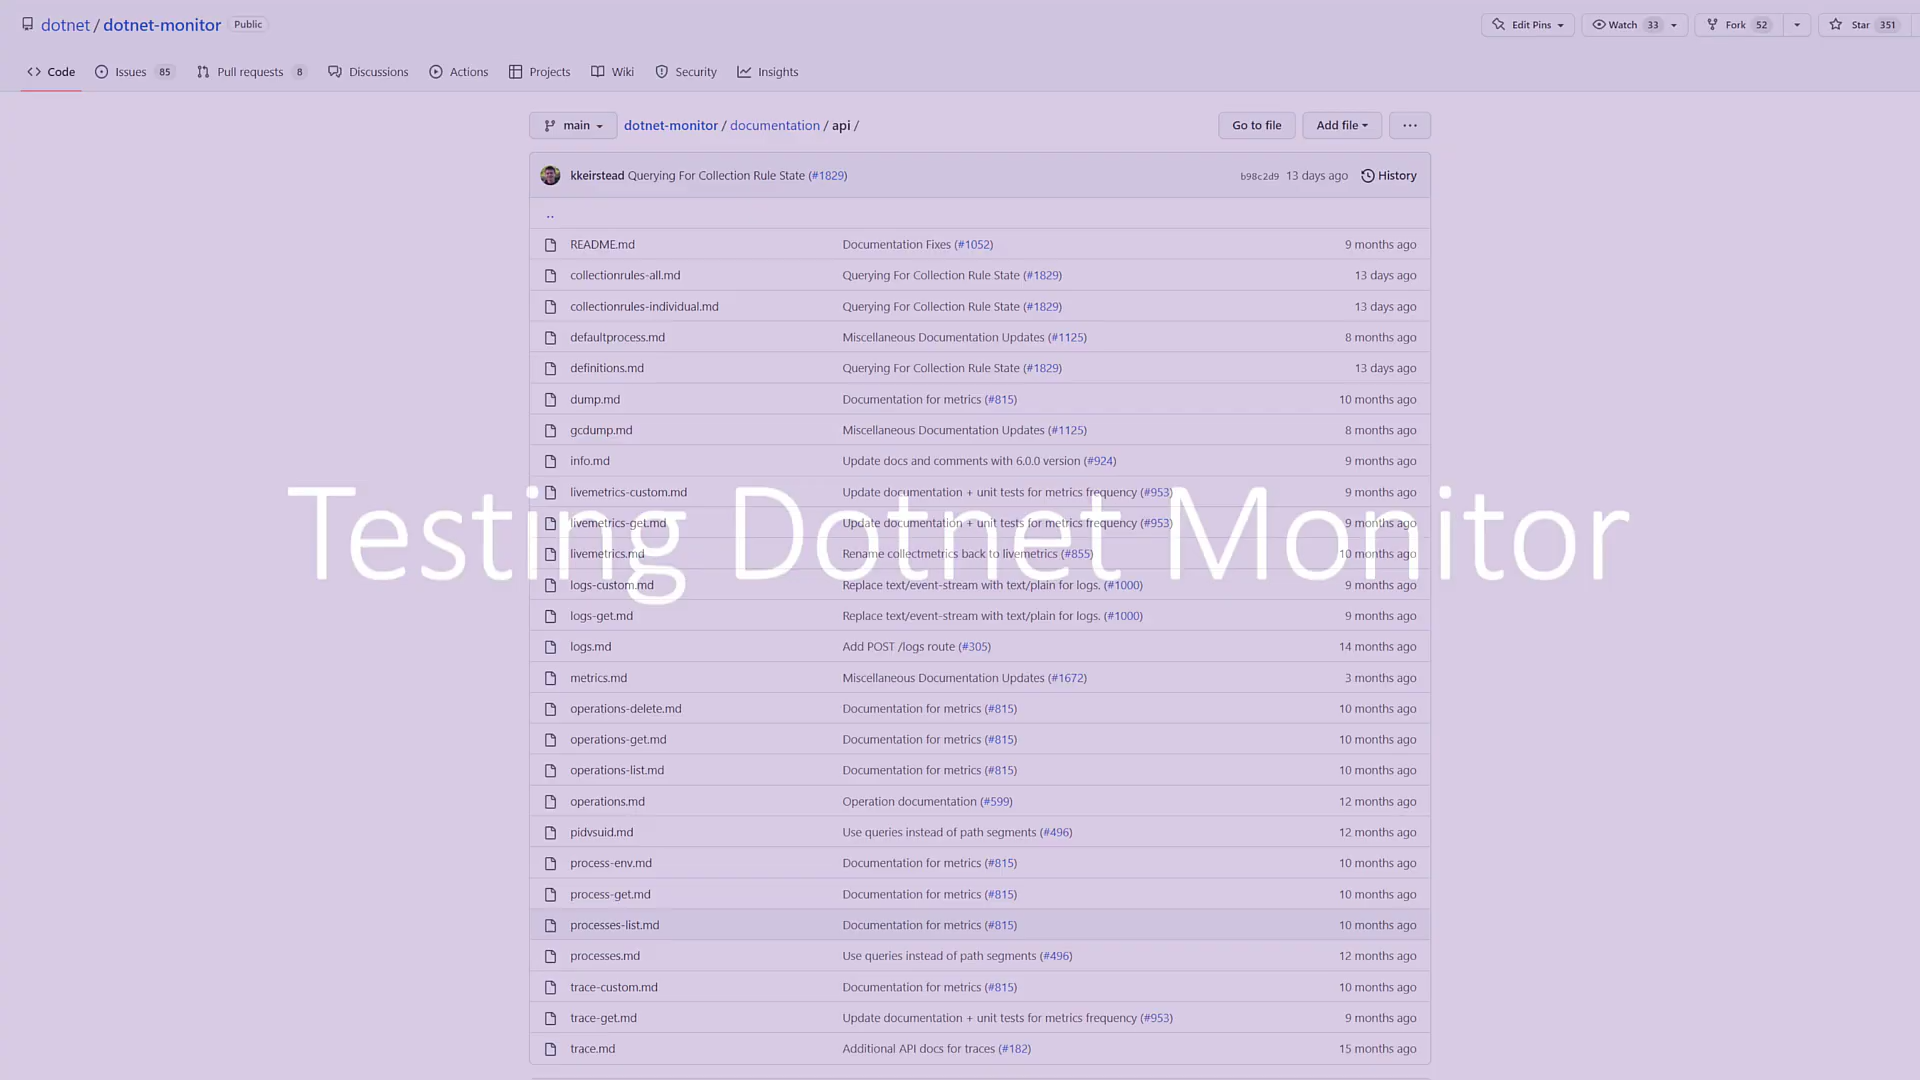 dotnet / dotnet-monitor Public
Edit Pins Watch 33 Fork 52 Star 351
Code Issues 85 Pull requests 8 Discussions Actions Projects Wiki Security Insights
main dotnet-monitor / documentation / api / Go to file Add file ...
kkeirstead Querying For Collection Rule State (#1829) b98c2d9 13 days ago History
..
README.md Documentation Fixes (#1052) 9 months ago
collectionrules-all.md Querying For Collection Rule State (#1829) 13 days ago
collectionrules-individual.md Querying For Collection Rule State (#1829) 13 days ago
defaultprocess.md Miscellaneous Documentation Updates (#1125) 8 months ago
definitions.md Querying For Collection Rule State (#1829) 13 days ago
dump.md Documentation for metrics (#815) 10 months ago
gcdump.md Miscellaneous Documentation Updates (#1125) 8 months ago
info.md Update docs and comments with 6.0.0 version (#924) 9 months ago
livemetrics-custom.md Update documentation + unit tests for metrics frequency (#953) 9 months ago
livemetrics-get.md Update documentation + unit tests for metrics frequency (#953) 9 months ago
Testing Dotnet Monitor
livemetrics.md Rename collectmetrics back to livemetrics (#855) 10 months ago
logs-custom.md Replace text/event-stream with text/plain for logs. (#1000) 9 months ago
logs-get.md Replace text/event-stream with text/plain for logs. (#1000) 9 months ago
logs.md Add POST /logs route (#305) 14 months ago
metrics.md Miscellaneous Documentation Updates (#1672) 3 months ago
operations-delete.md Documentation for metrics (#815) 10 months ago
operations-get.md Documentation for metrics (#815) 10 months ago
operations-list.md Documentation for metrics (#815) 10 months ago
operations.md Operation documentation (#599) 12 months ago
pidvsuid.md Use queries instead of path segments (#496) 12 months ago
process-env.md Documentation for metrics (#815) 10 months ago
process-get.md Documentation for metrics (#815) 10 months ago
processes-list.md Documentation for metrics (#815) 10 months ago
processes.md Use queries instead of path segments (#496) 12 months ago
trace-custom.md Documentation for metrics (#815) 10 months ago
trace-get.md Update documentation + unit tests for metrics frequency (#953) 9 months ago
trace.md Additional API docs for traces (#182) 15 months ago